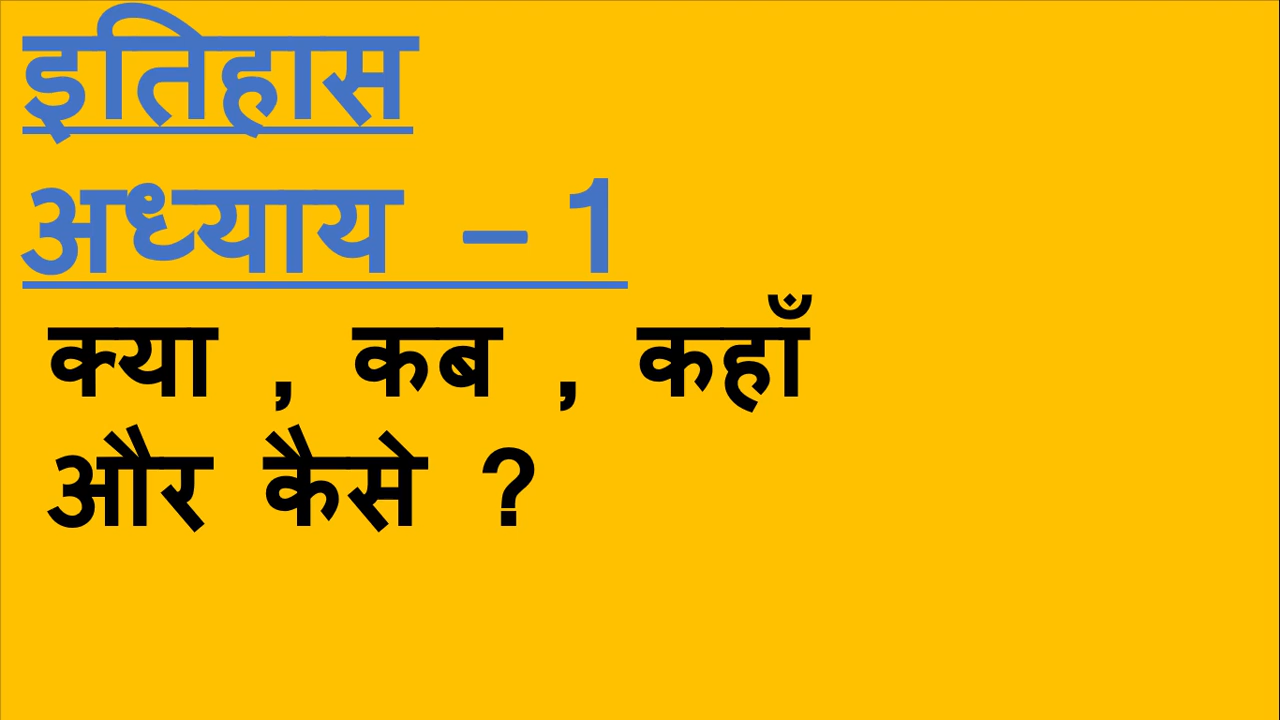 इतिहास
अध्याय – 1
क्या , कब , कहाँ
और कैसे ?